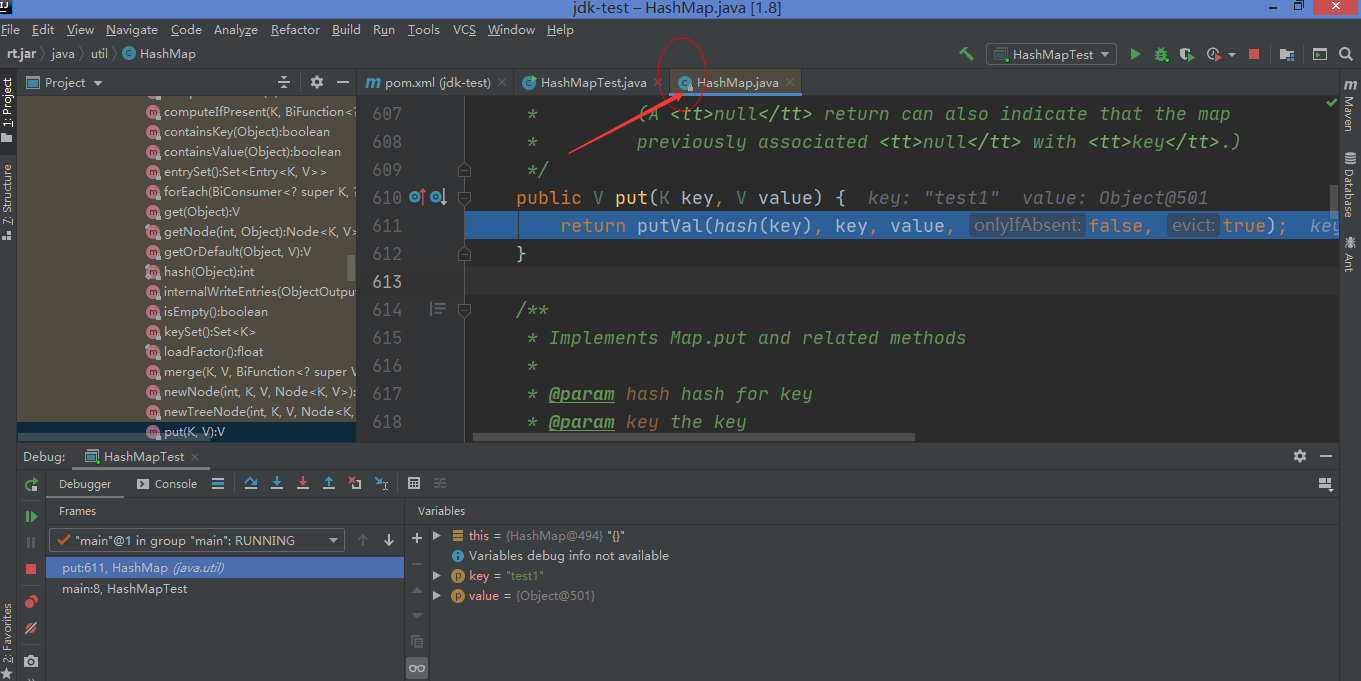 jdk-test – HashMap.java [1.8]
File Edit View Navigate Code Analyze Refactor Build Run Tools VCS Window Help
rt.jar java util HashMap
HashMapTest
1: Project
7: Structure
2: Favorites
Project
pom.xml (jdk-test)
HashMapTest.java
HashMap.java
Maven
Database
Ant
computeIfPresent(K, BiFunction<?
containsKey(Object):boolean
containsValue(Object):boolean
entrySet():Set<Entry<K, V>>
forEach(BiConsumer<? super K, ?
get(Object):V
getNode(int, Object):Node<K, V>
getOrDefault(Object, V):V
hash(Object):int
internalWriteEntries(ObjectOutpu
isEmpty():boolean
keySet():Set<K>
loadFactor():float
merge(K, V, BiFunction<? super V
newNode(int, K, V, Node<K, V>):
newTreeNode(int, K, V, Node<K,
put(K, V):V
607 * (A <tt>null</tt> return can also indicate that the map
608 * previously associated <tt>null</tt> with <tt>key</tt>.)
609 */
610 public V put(K key, V value) { key: "test1" value: Object@501
611 return putVal(hash(key), key, value, onlyIfAbsent: false, evict: true); key
612 }
613
614 /**
615 * Implements Map.put and related methods
616 *
617 * @param hash hash for key
618 * @param key the key
Debug: HashMapTest
Debugger Console
Frames
Variables
"main"@1 in group "main": RUNNING
put:611, HashMap (java.util)
main:8, HashMapTest
this = {HashMap@494} "{}"
Variables debug info not available
key = "test1"
value = {Object@501}